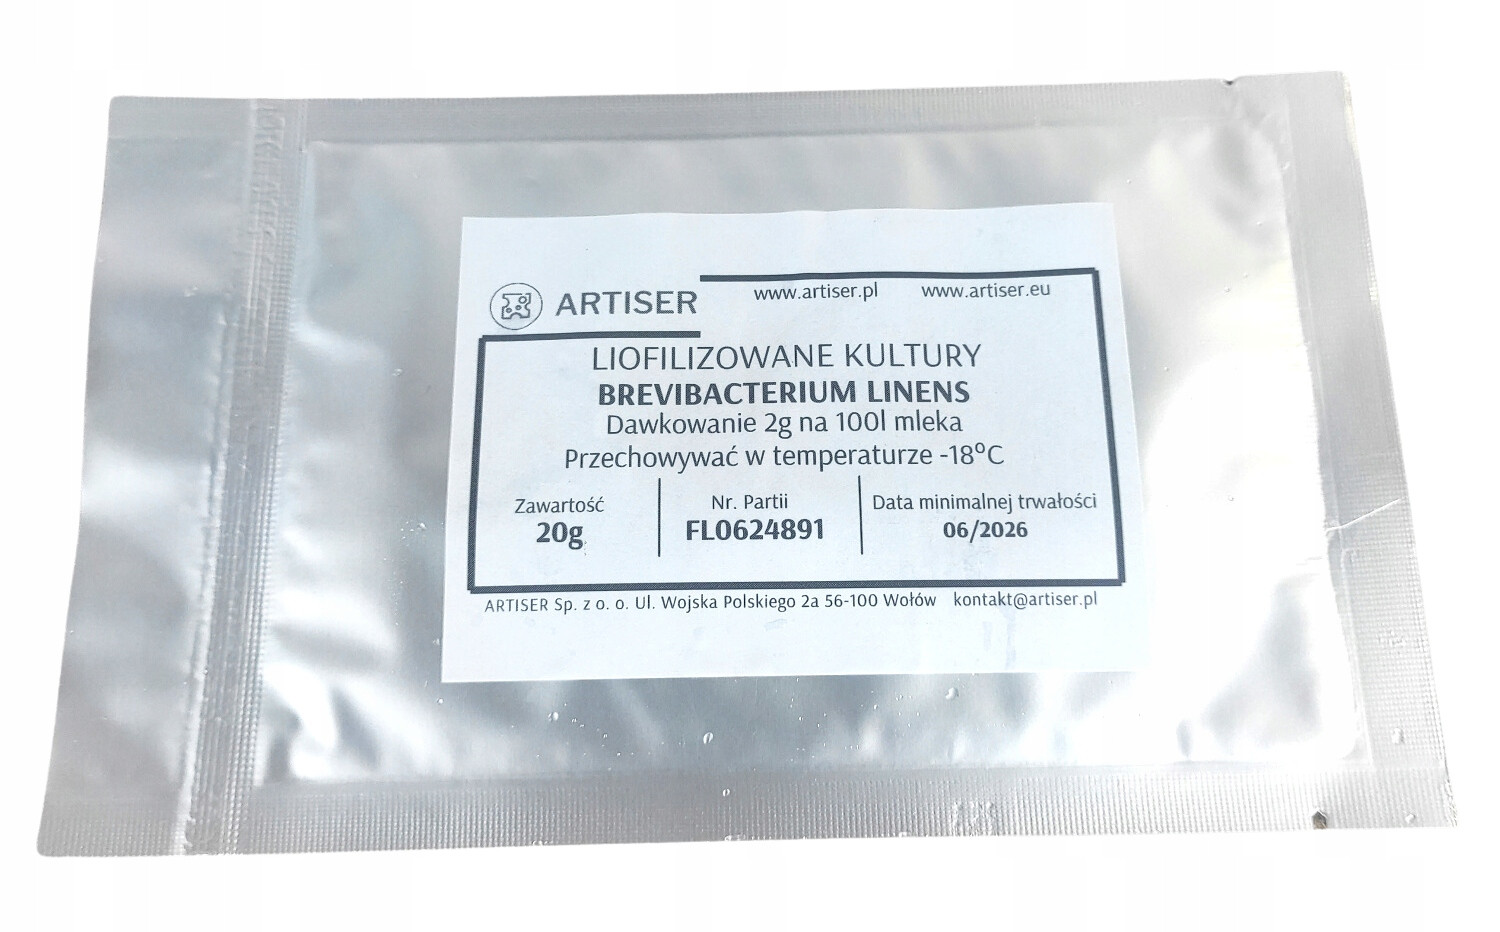 ARTISER
www.artiser.pl www.artiser.eu
LIOFILIZOWANE KULTURY
BREVIBACTERIUM LINENS
Dawkowanie 2g na 100l mleka
Przechowywać w temperaturze -18°C
Zawartość Nr. Partii Data minimalnej trwałości
20g FL0624891 06/2026
ARTISER Sp. z o. o. Ul. Wojska Polskiego 2a 56-100 Wołów kontakt@artiser.pl